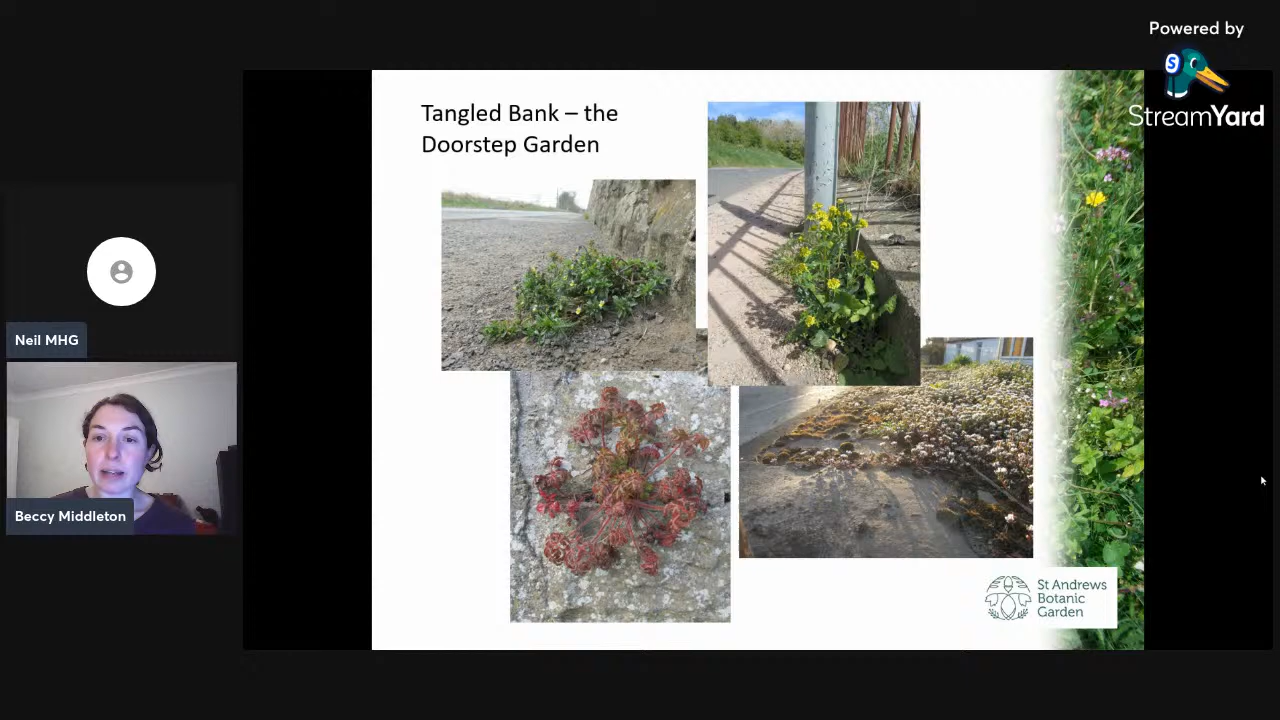 Powered by
StreamYard
Tangled Bank – the
Doorstep Garden
Neil MHG
Beccy Middleton
St Andrews
Botanic
Garden